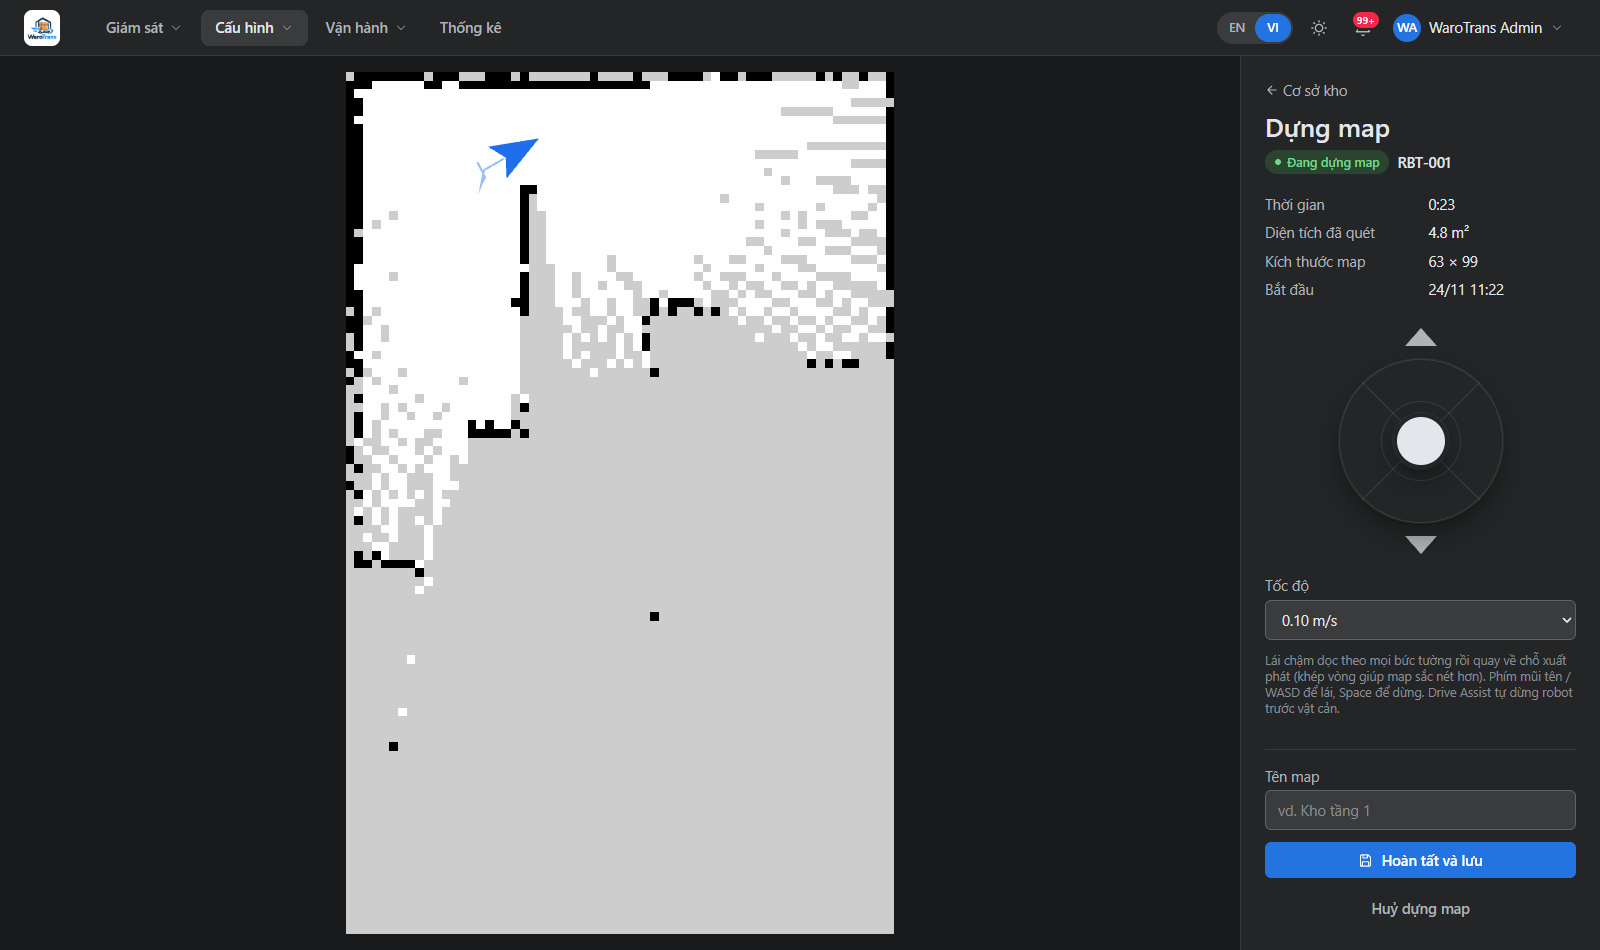 WaroTrans
Giám sát
Cấu hình
Vận hành
Thống kê
EN
VI
99+
WA
WaroTrans Admin
Cơ sở kho
Dựng map
Đang dựng map
RBT-001
Thời gian 0:23
Diện tích đã quét 4.8 m²
Kích thước map 63 × 99
Bắt đầu 24/11 11:22
Tốc độ
0.10 m/s
Lái chậm dọc theo mọi bức tường rồi quay về chỗ xuất
phát (khép vòng giúp map sắc nét hơn). Phím mũi tên /
WASD để lái, Space để dừng. Drive Assist tự dừng robot
trước vật cản.
Tên map
vd. Kho tầng 1
Hoàn tất và lưu
Huỷ dựng map